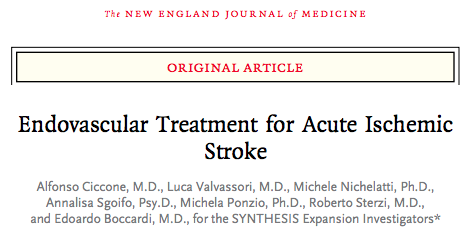 The NEW ENGLAND JOURNAL of MEDICINE
ORIGINAL ARTICLE
Endovascular Treatment for Acute Ischemic
Stroke
Alfonso Ciccone, M.D., Luca Valvassori, M.D., Michele Nichelatti, Ph.D.,
Annalisa Sgoifo, Psy.D., Michela Ponzio, Ph.D., Roberto Sterzi, M.D.,
and Edoardo Boccardi, M.D., for the SYNTHESIS Expansion Investigators*